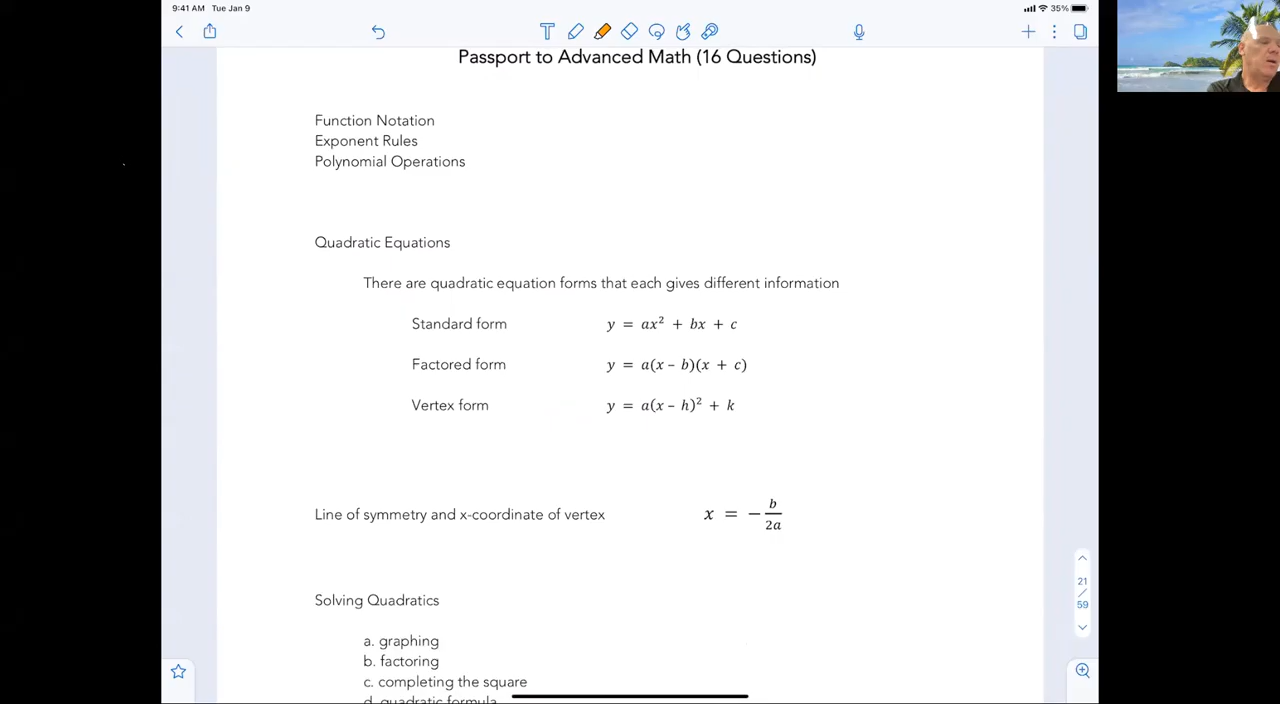 9:41 AM Tue Jan 9
35%
Passport to Advanced Math (16 Questions)
Function Notation
Exponent Rules
Polynomial Operations
Quadratic Equations
There are quadratic equation forms that each gives different information
Standard form y = ax² + bx + c
Factored form y = a(x – b)(x + c)
Vertex form y = a(x – h)² + k
Line of symmetry and x-coordinate of vertex x = – b/2a
21
/
59
Solving Quadratics
a. graphing
b. factoring
c. completing the square
d. quadratic formula